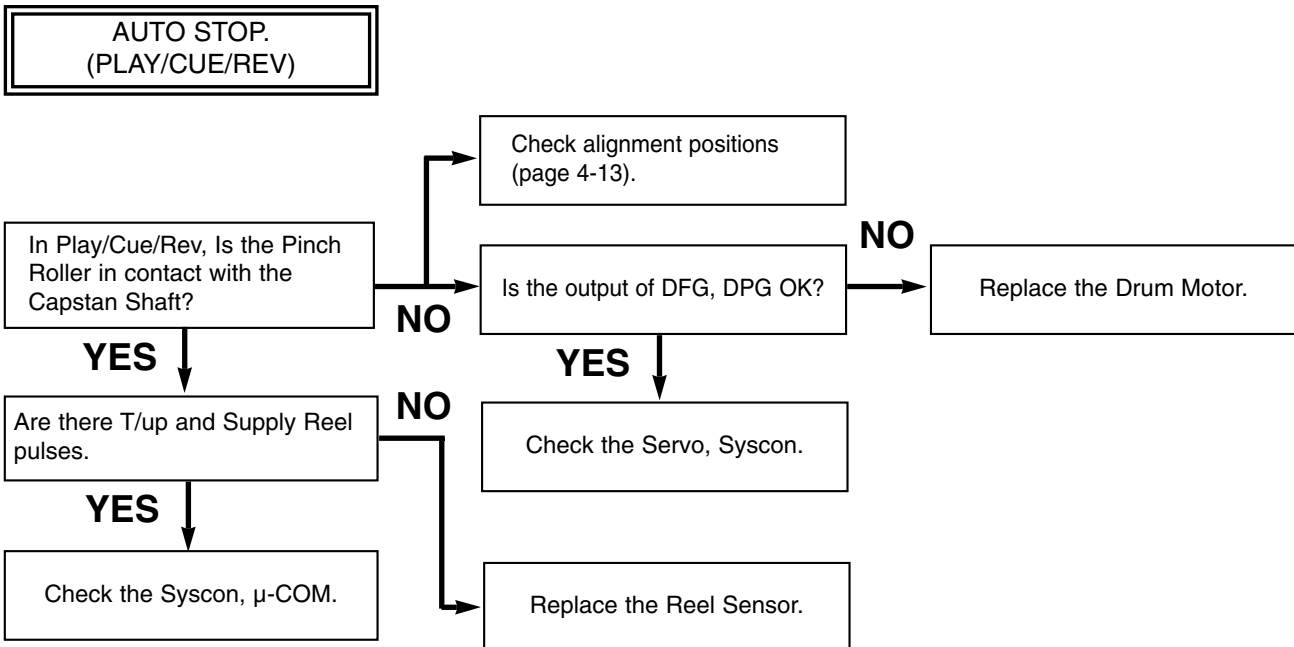 AUTO STOP.
(PLAY/CUE/REV)
Check alignment positions
(page 4-13).
In Play/Cue/Rev, Is the Pinch
Roller in contact with the
Capstan Shaft?
NO
Is the output of DFG, DPG OK?
NO
Replace the Drum Motor.
YES
YES
Are there T/up and Supply Reel
pulses.
NO
Check the Servo, Syscon.
YES
Check the Syscon, µ-COM.
Replace the Reel Sensor.